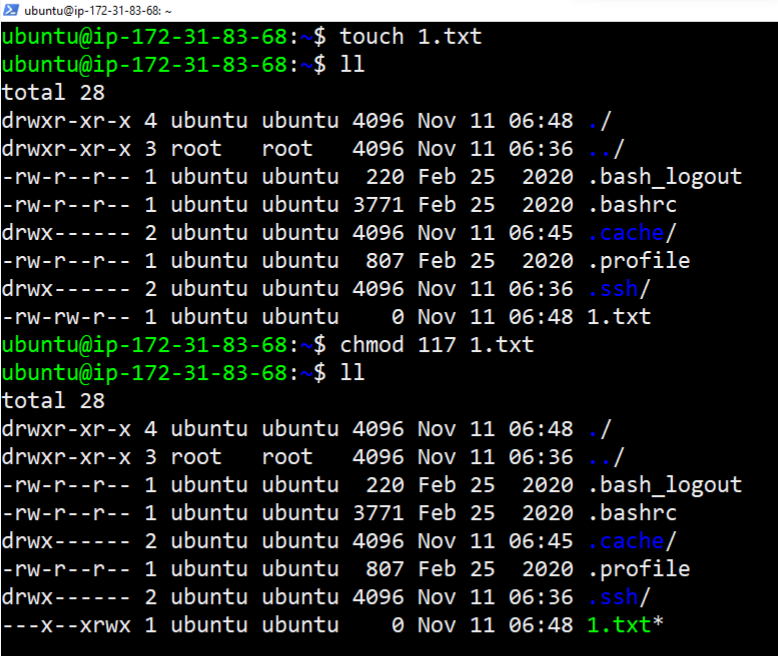 ubuntu@ip-172-31-83-68: ~
ubuntu@ip-172-31-83-68:~$ touch 1.txt
ubuntu@ip-172-31-83-68:~$ ll
total 28
drwxr-xr-x 4 ubuntu ubuntu 4096 Nov 11 06:48 ./
drwxr-xr-x 3 root   root   4096 Nov 11 06:36 ../
-rw-r--r-- 1 ubuntu ubuntu  220 Feb 25  2020 .bash_logout
-rw-r--r-- 1 ubuntu ubuntu 3771 Feb 25  2020 .bashrc
drwx------ 2 ubuntu ubuntu 4096 Nov 11 06:45 .cache/
-rw-r--r-- 1 ubuntu ubuntu  807 Feb 25  2020 .profile
drwx------ 2 ubuntu ubuntu 4096 Nov 11 06:36 .ssh/
-rw-rw-r-- 1 ubuntu ubuntu    0 Nov 11 06:48 1.txt
ubuntu@ip-172-31-83-68:~$ chmod 117 1.txt
ubuntu@ip-172-31-83-68:~$ ll
total 28
drwxr-xr-x 4 ubuntu ubuntu 4096 Nov 11 06:48 ./
drwxr-xr-x 3 root   root   4096 Nov 11 06:36 ../
-rw-r--r-- 1 ubuntu ubuntu  220 Feb 25  2020 .bash_logout
-rw-r--r-- 1 ubuntu ubuntu 3771 Feb 25  2020 .bashrc
drwx------ 2 ubuntu ubuntu 4096 Nov 11 06:45 .cache/
-rw-r--r-- 1 ubuntu ubuntu  807 Feb 25  2020 .profile
drwx------ 2 ubuntu ubuntu 4096 Nov 11 06:36 .ssh/
---x--xrwx 1 ubuntu ubuntu    0 Nov 11 06:48 1.txt*